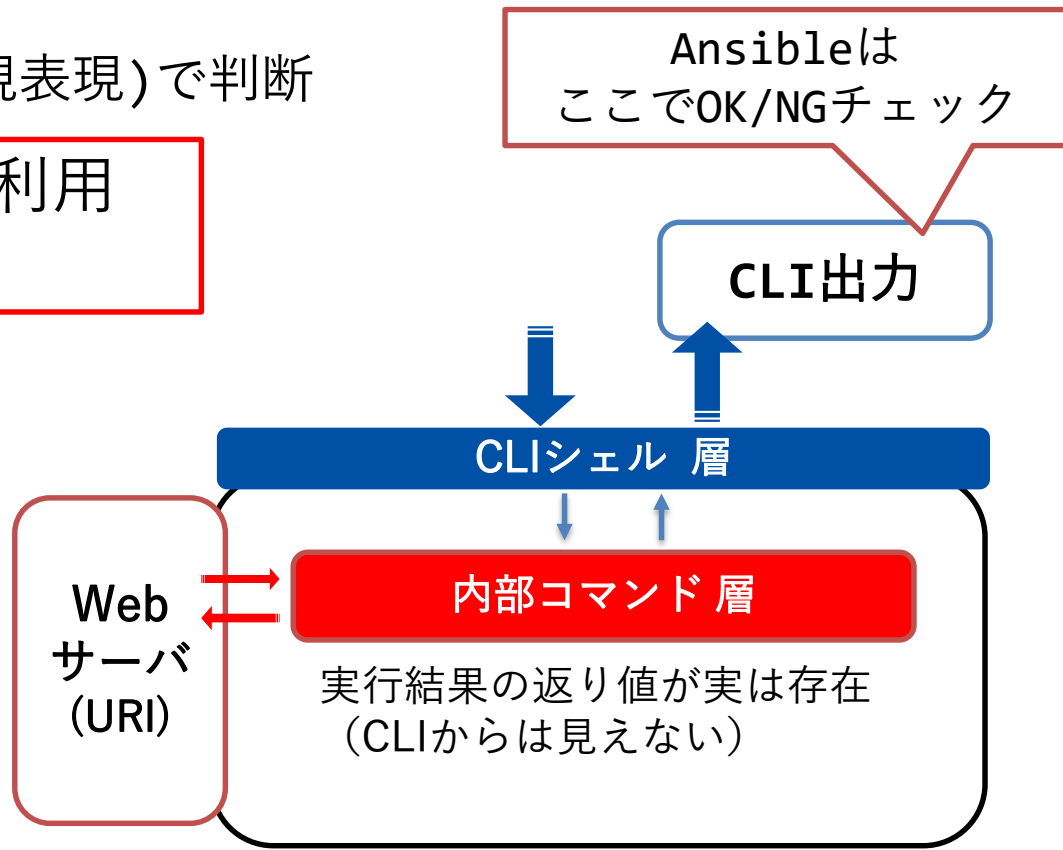 Ansibleは
ここでOK/NGチェック
表現)で判断
利用
CLI出力
CLIシェル 層
内部コマンド 層
Web
サーバ
(URI)
実行結果の返り値が実は存在
（CLIからは見えない）